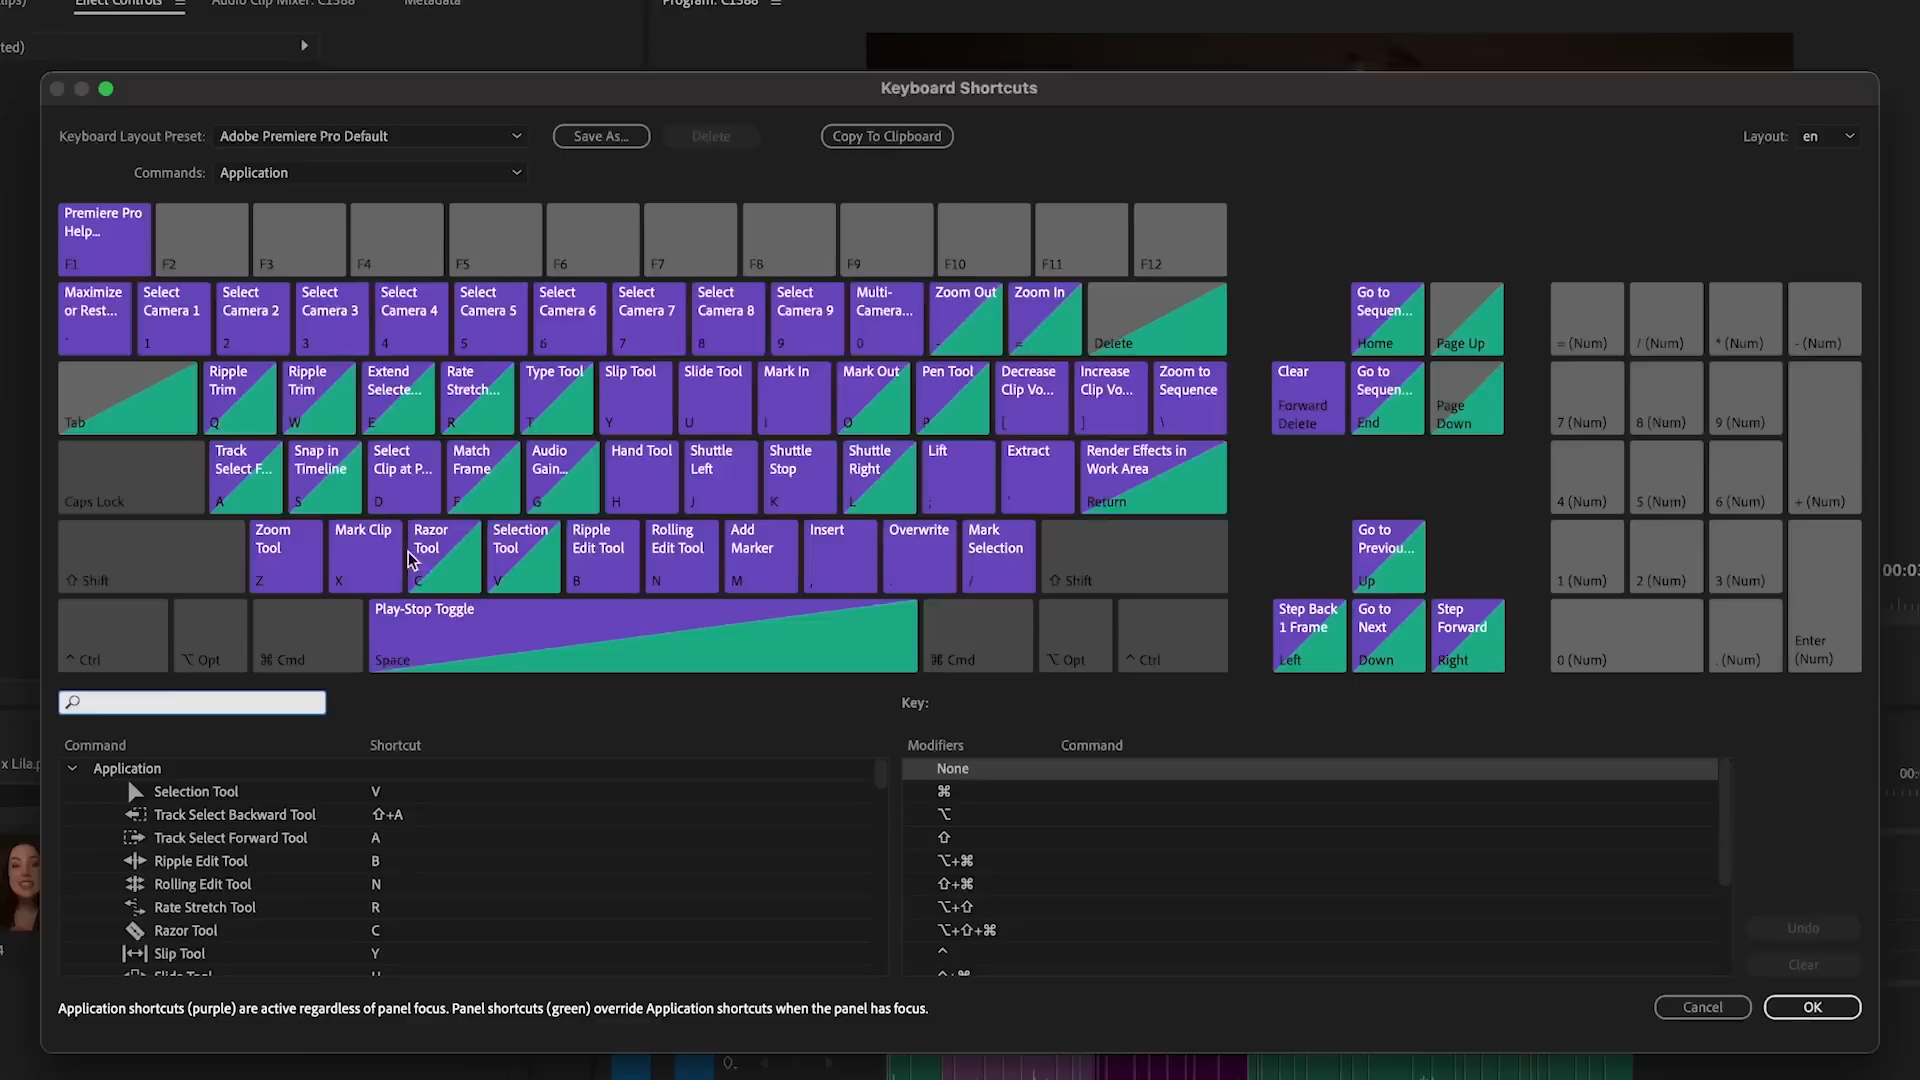 Effect Controls
Audio Clip Mixer: C1388
Metadata
Program: C1388
ted)
Keyboard Shortcuts
Keyboard Layout Preset: Adobe Premiere Pro Default
Save As...
Delete
Copy To Clipboard
Layout: en
Commands: Application
Premiere Pro Help... F1
F2
F3
F4
F5
F6
F7
F8
F9
F10
F11
F12
Maximize or Rest... `
Select Camera 1 1
Select Camera 2 2
Select Camera 3 3
Select Camera 4 4
Select Camera 5 5
Select Camera 6 6
Select Camera 7 7
Select Camera 8 8
Select Camera 9 9
Multi-Camera... 0
Zoom Out -
Zoom In =
Delete
Go to Sequen... Home
Page Up
= (Num)
/ (Num)
* (Num)
- (Num)
Tab
Ripple Trim Q
Ripple Trim W
Extend Selecte... E
Rate Stretch... R
Type Tool T
Slip Tool Y
Slide Tool U
Mark In I
Mark Out O
Pen Tool P
Decrease Clip Vo... [
Increase Clip Vo... ]
Zoom to Sequence \
Clear Forward Delete
Go to Sequen... End
Page Down
7 (Num)
8 (Num)
9 (Num)
+ (Num)
Caps Lock
Track Select F... A
Snap in Timeline S
Select Clip at P... D
Match Frame F
Audio Gain... G
Hand Tool H
Shuttle Left J
Shuttle Stop K
Shuttle Right L
Lift ;
Extract '
Render Effects in Work Area Return
4 (Num)
5 (Num)
6 (Num)
⇧ Shift
Zoom Tool Z
Mark Clip X
Razor Tool C
Selection Tool V
Ripple Edit Tool B
Rolling Edit Tool N
Add Marker M
Insert ,
Overwrite .
Mark Selection /
⇧ Shift
Go to Previou... Up
1 (Num)
2 (Num)
3 (Num)
Enter (Num)
^ Ctrl
⌥ Opt
⌘ Cmd
Play-Stop Toggle Space
⌘ Cmd
⌥ Opt
^ Ctrl
Step Back 1 Frame Left
Go to Next Down
Step Forward Right
0 (Num)
. (Num)
Key:
Command Shortcut
Application
Selection Tool V
Track Select Backward Tool ⇧+A
Track Select Forward Tool A
Ripple Edit Tool B
Rolling Edit Tool N
Rate Stretch Tool R
Razor Tool C
Slip Tool Y
Slide Tool U
Modifiers Command
None
⌘
⌥
⇧
⌥+⌘
⇧+⌘
⌥+⇧
⌥+⇧+⌘
^
^+⌘
Undo
Clear
Application shortcuts (purple) are active regardless of panel focus. Panel shortcuts (green) override Application shortcuts when the panel has focus.
Cancel
OK
00:03
00:
x Lila.p
4